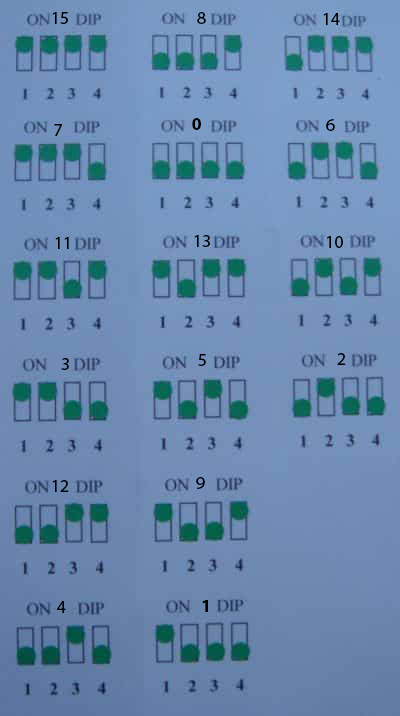 ON 15 DIP
1 2 3 4
ON 8 DIP
1 2 3 4
ON 14 DIP
1 2 3 4
ON 7 DIP
1 2 3 4
ON 0 DIP
1 2 3 4
ON 6 DIP
1 2 3 4
ON 11 DIP
1 2 3 4
ON 13 DIP
1 2 3 4
ON 10 DIP
1 2 3 4
ON 3 DIP
1 2 3 4
ON 5 DIP
1 2 3 4
ON 2 DIP
1 2 3 4
ON 12 DIP
1 2 3 4
ON 9 DIP
1 2 3 4
ON 4 DIP
1 2 3 4
ON 1 DIP
1 2 3 4